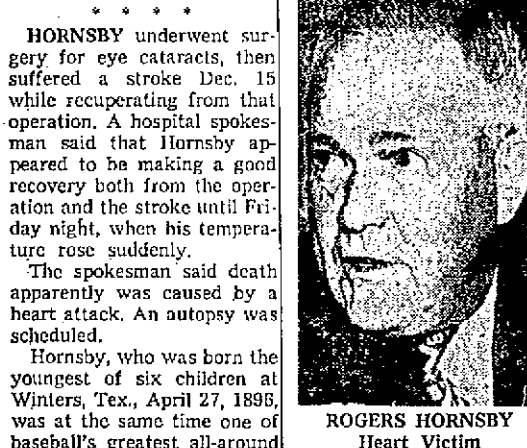 * * * *
HORNSBY underwent sur-
gery for eye cataracts, then
suffered a stroke Dec. 15
while recuperating from that
operation. A hospital spokes-
man said that Hornsby ap-
peared to be making a good
recovery both from the oper-
ation and the stroke until Fri-
day night, when his tempera-
ture rose suddenly.
The spokesman said death
apparently was caused by a
heart attack. An autopsy was
scheduled.
Hornsby, who was born the
youngest of six children at
Winters, Tex., April 27, 1896,
was at the same time one of
baseball's greatest all-around
ROGERS HORNSBY
Heart Victim